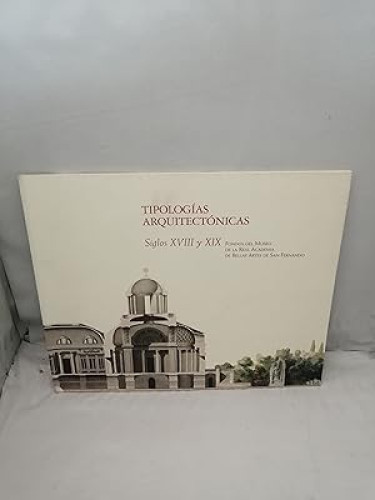 TIPOLOGÍAS
ARQUITECTÓNICAS
Siglos XVIII y XIX
FONDOS DEL MUSEO
DE LA REAL ACADEMIA
DE BELLAS ARTES DE SAN FERNANDO